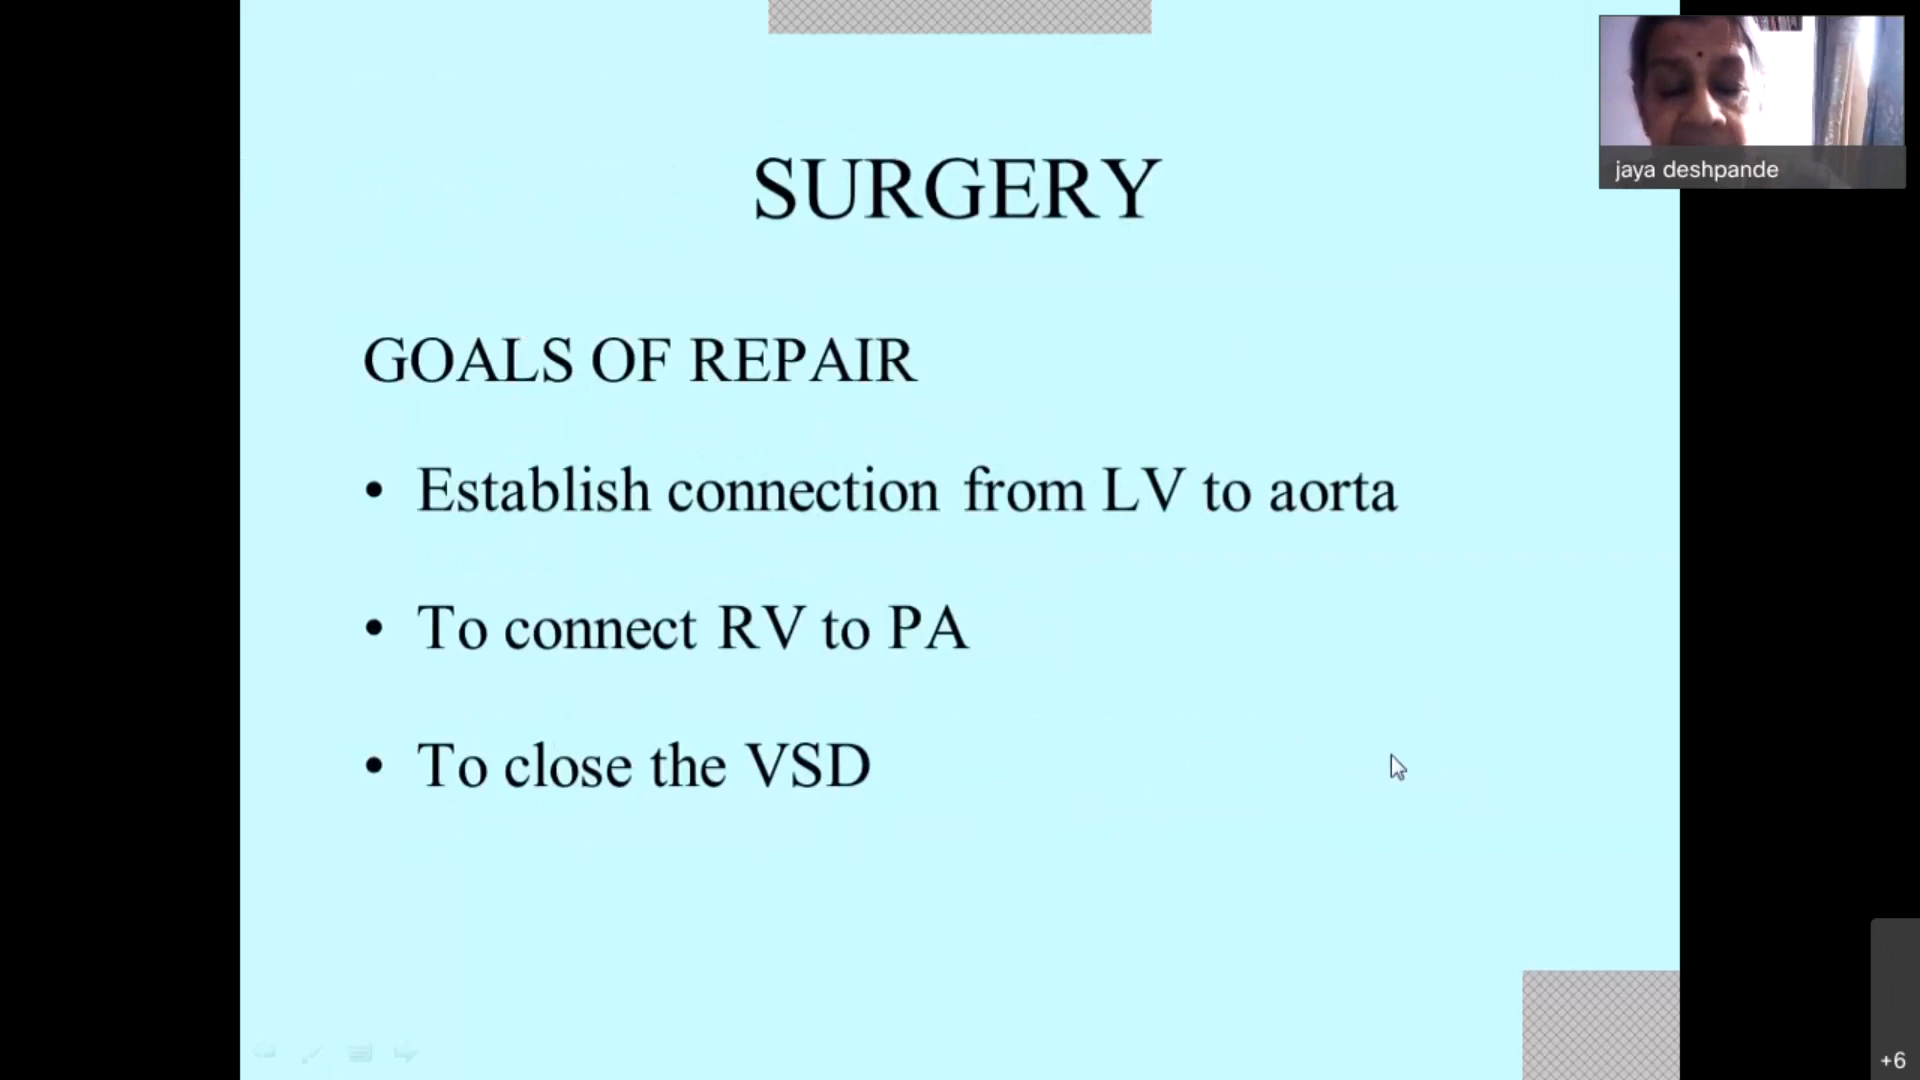 SURGERY
jaya deshpande
GOALS OF REPAIR
• Establish connection from LV to aorta
• To connect RV to PA
• To close the VSD
+6